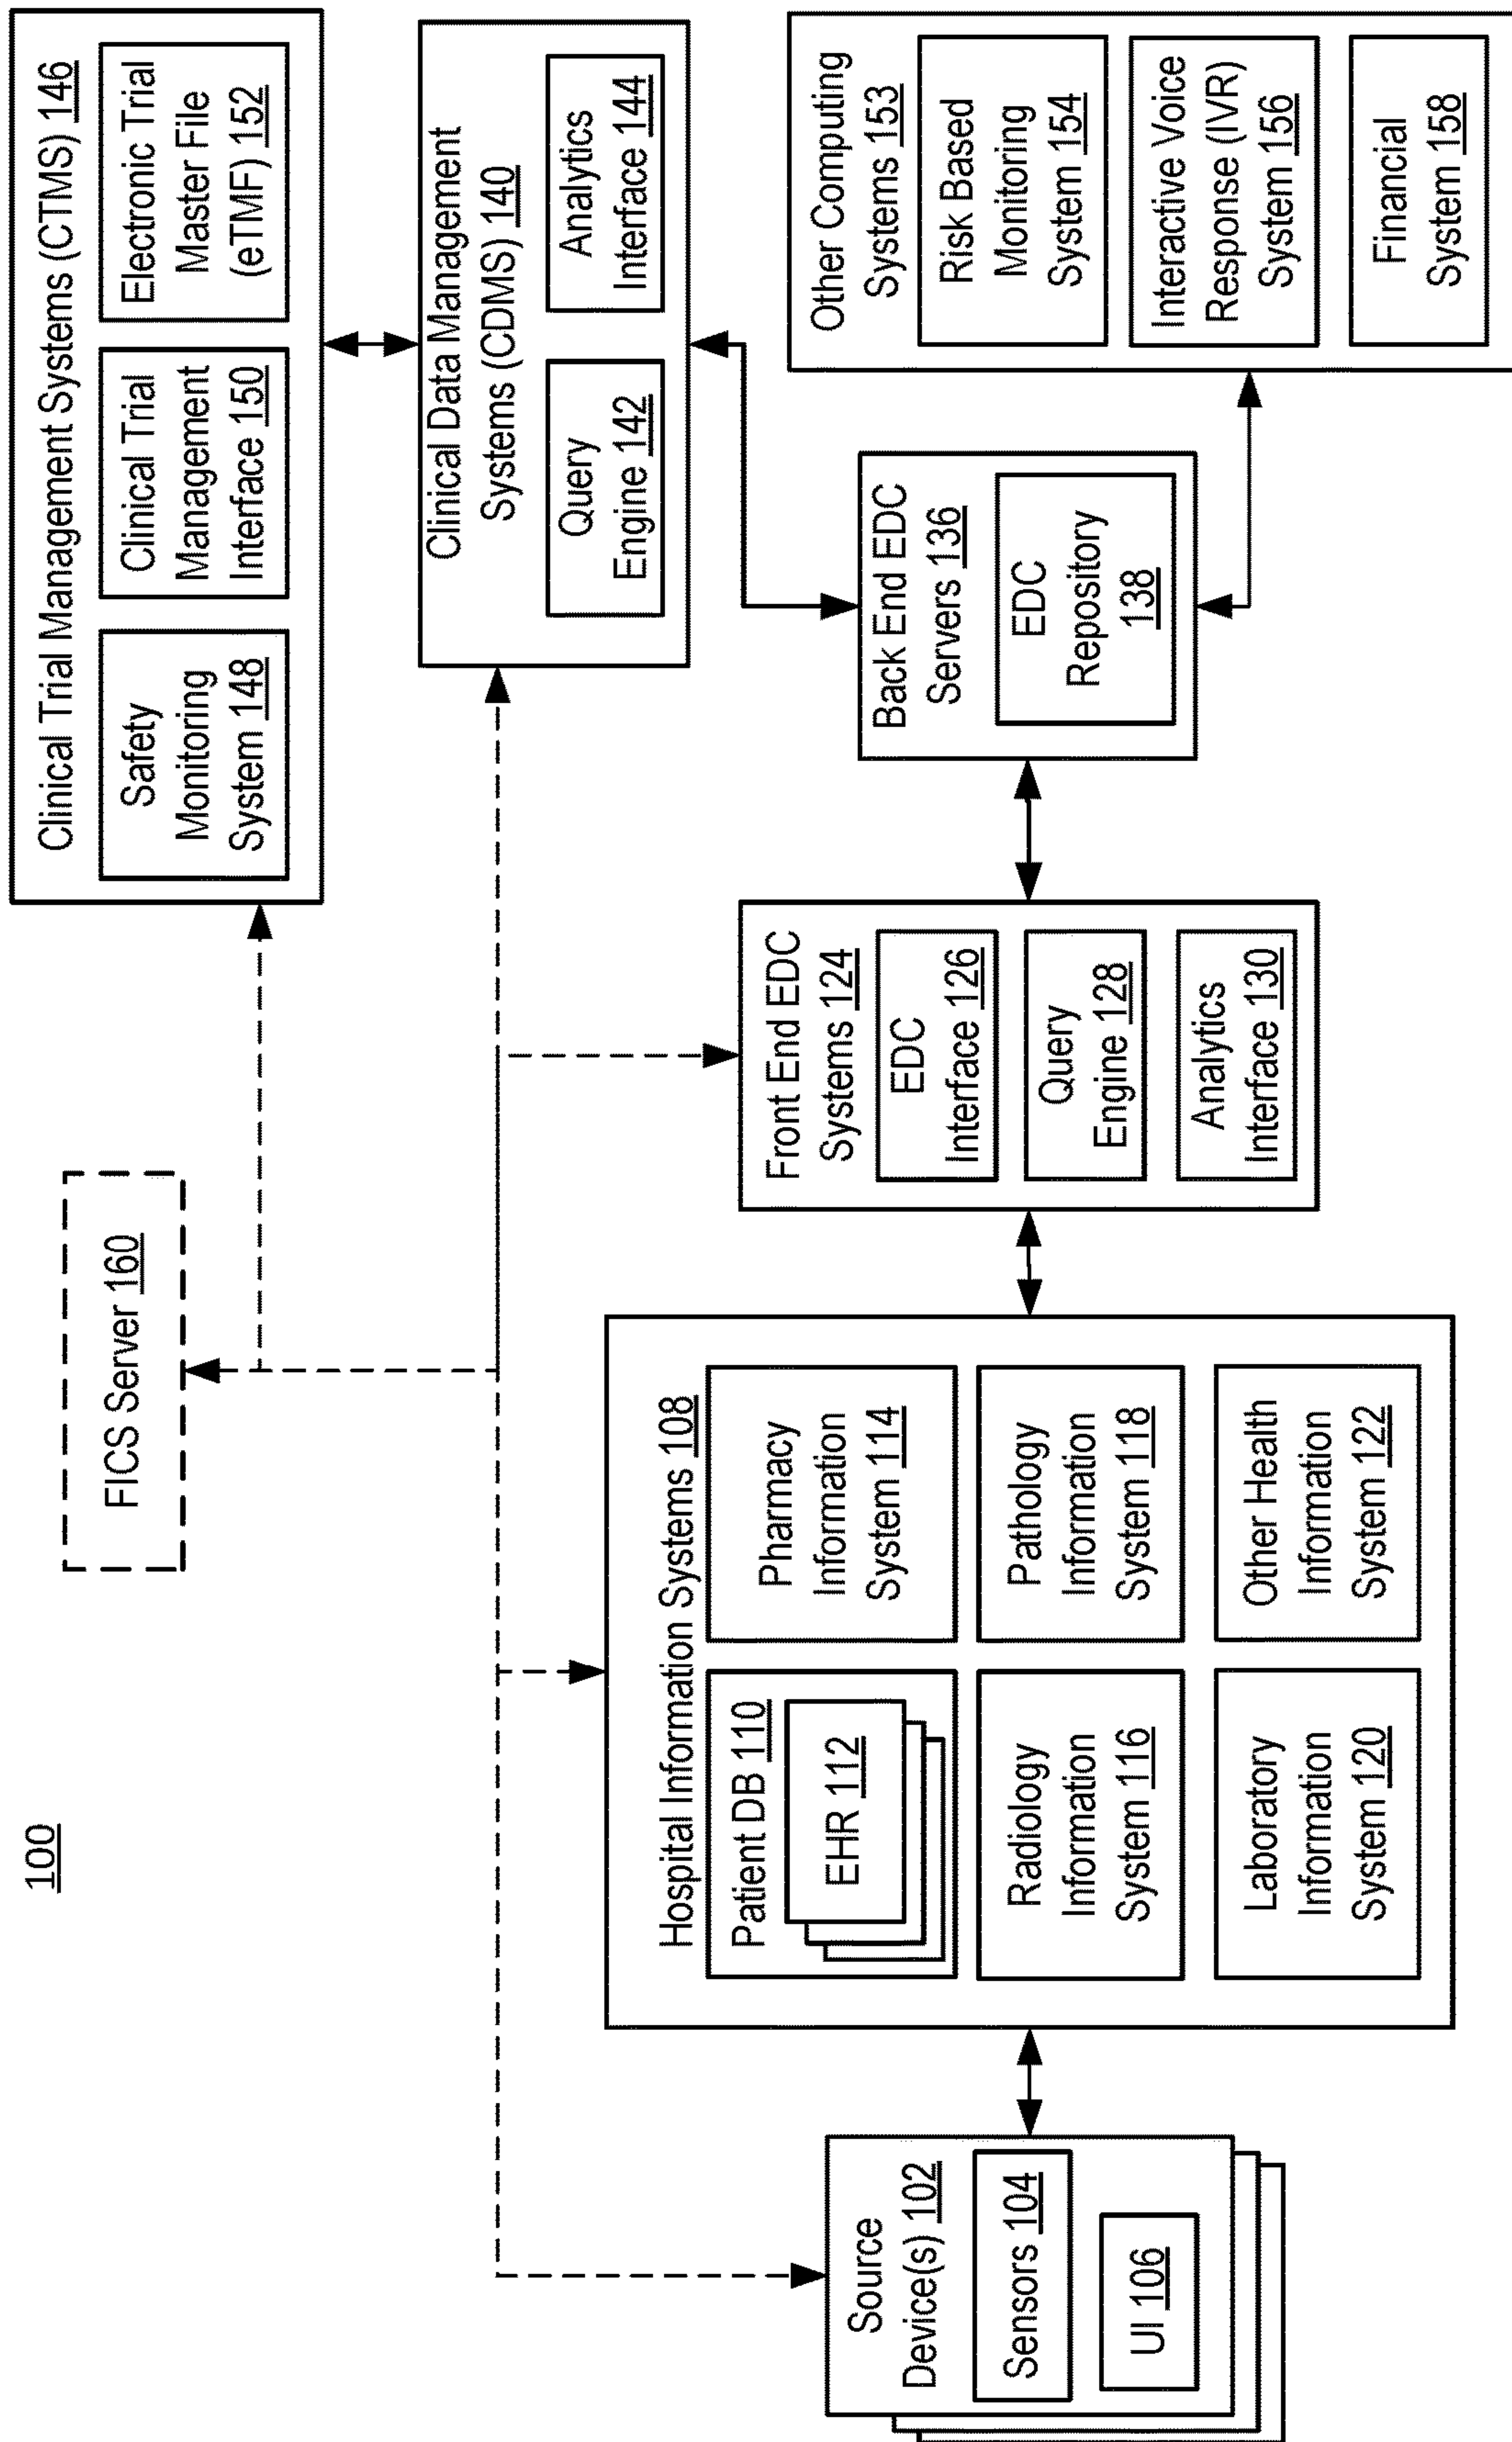 100
FICS Server 160
Clinical Trial Management Systems (CTMS) 146
Safety
Monitoring
System 148
Clinical Trial
Management
Interface 150
Electronic Trial
Master File
(eTMF) 152
Clinical Data Management
Systems (CDMS) 140
Query
Engine 142
Analytics
Interface 144
Source
Device(s) 102
Sensors 104
UI 106
Hospital Information Systems 108
Patient DB 110
EHR 112
Pharmacy
Information
System 114
Radiology
Information
System 116
Pathology
Information
System 118
Laboratory
Information
System 120
Other Health
Information
System 122
Front End EDC
Systems 124
EDC
Interface 126
Query
Engine 128
Analytics
Interface 130
Back End EDC
Servers 136
EDC
Repository
138
Other Computing
Systems 153
Risk Based
Monitoring
System 154
Interactive Voice
Response (IVR)
System 156
Financial
System 158